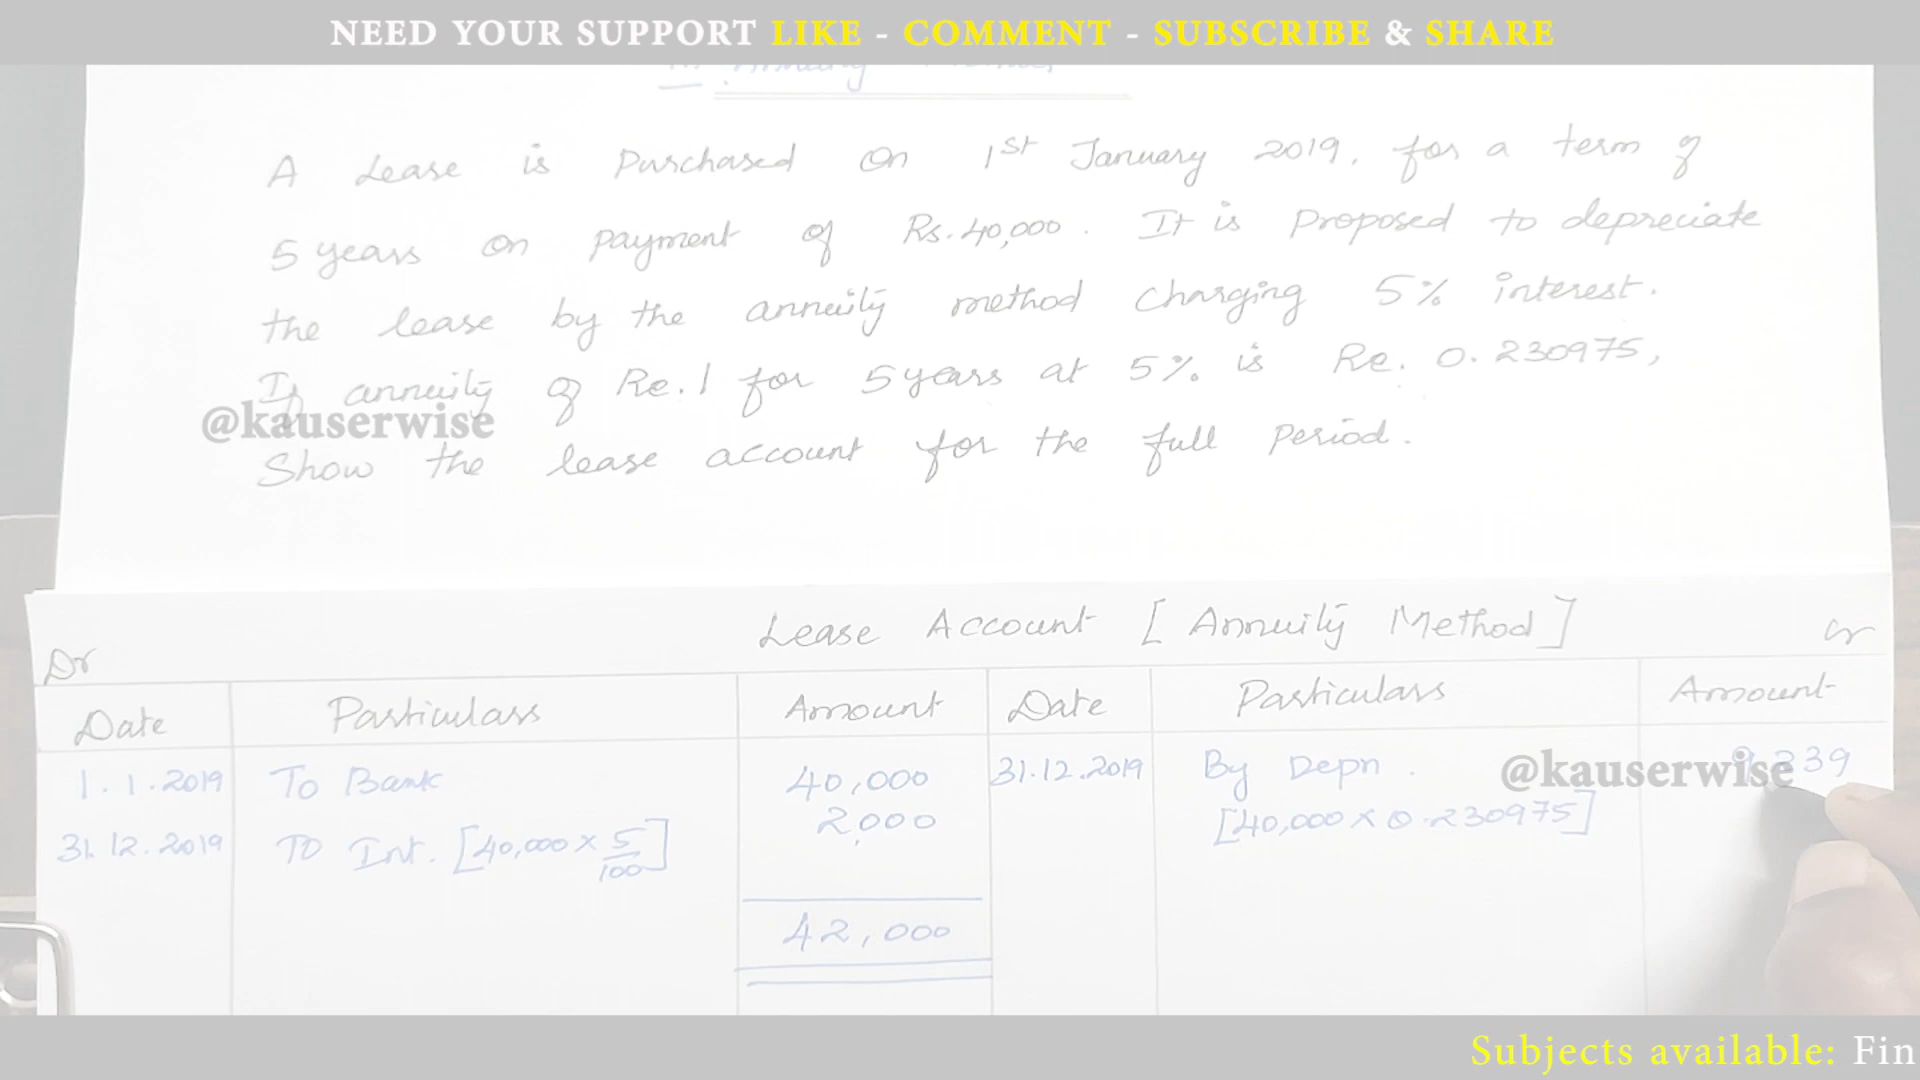 NEED YOUR SUPPORT LIKE - COMMENT - SUBSCRIBE & SHARE
A Lease is Purchased on 1st January 2019, for a term of
5 years on payment of Rs. 40,000. It is proposed to depreciate
the lease by the annuity method charging 5% interest.
If annuity of Re. 1 for 5 years at 5% is Re. 0.230975,
@kauserwise
Show the lease account for the full Period.
Lease Account [Annuity Method]
Dr
Cr
Date Particulars Amount Date Particulars Amount
1.1.2019 To Bank 40,000 31.12.2019 By Depn.
@kauserwise
31.12.2019 To Int. [40,000 × 5/100] 2,000 [40,000 × 0.230975]
42,000
Subjects available: Fin